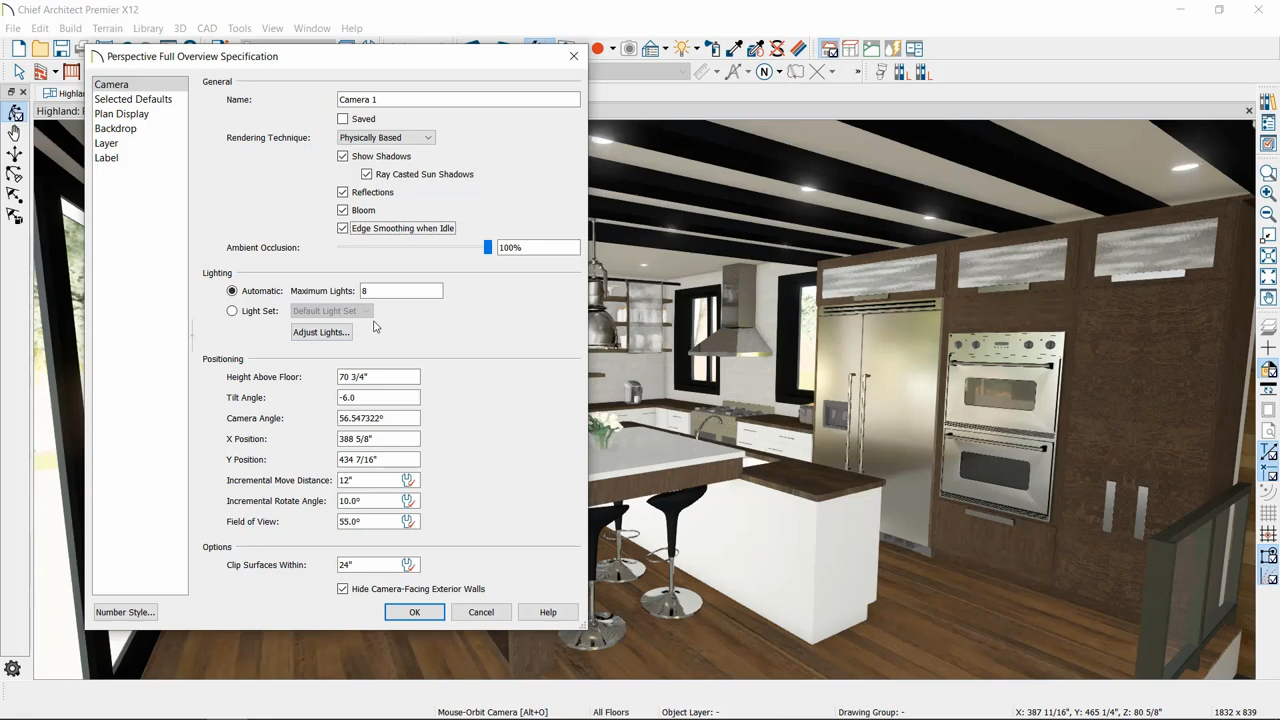 Chief Architect Premier X12
File Edit Build Terrain Library 3D CAD Tools View Window Help
Perspective Full Overview Specification
Camera
Selected Defaults
Plan Display
Backdrop
Layer
Label
General
Name: Camera 1
Saved
Rendering Technique: Physically Based
Show Shadows
Ray Casted Sun Shadows
Reflections
Bloom
Edge Smoothing when Idle
Ambient Occlusion: 100%
Lighting
Automatic: Maximum Lights: 8
Light Set: Default Light Set
Adjust Lights...
Positioning
Height Above Floor: 70 3/4"
Tilt Angle: -6.0
Camera Angle: 56.547322º
X Position: 388 5/8"
Y Position: 434 7/16"
Incremental Move Distance: 12"
Incremental Rotate Angle: 10.0º
Field of View: 55.0º
Options
Clip Surfaces Within: 24"
Hide Camera-Facing Exterior Walls
Number Style... OK Cancel Help
Mouse-Orbit Camera [Alt+O] All Floors Object Layer: - Drawing Group: - X: 387 11/16", Y: 465 1/4", Z: 80 5/8" 1832 x 839